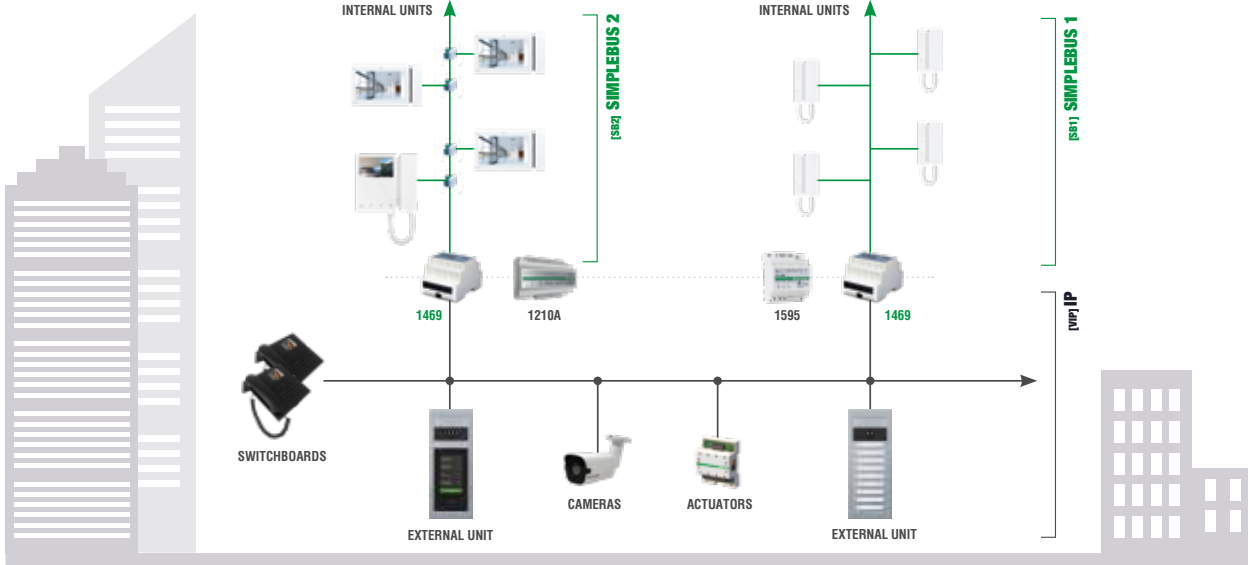 INTERNAL UNITS
INTERNAL UNITS
[SB2] SIMPLEBUS 2
[SB1] SIMPLEBUS 1
1469
1210A
1595
1469
[VIP] IP
SWITCHBOARDS
CAMERAS
ACTUATORS
EXTERNAL UNIT
EXTERNAL UNIT